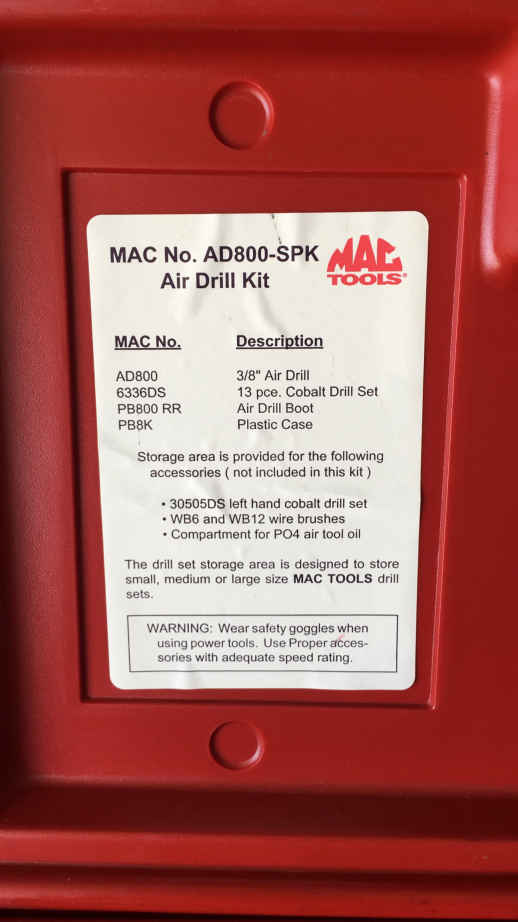 MAC No. AD800-SPK
Air Drill Kit
MAC
TOOLS®
MAC No. Description
AD800 3/8" Air Drill
6336DS 13 pce. Cobalt Drill Set
PB800 RR Air Drill Boot
PB8K Plastic Case
Storage area is provided for the following
accessories ( not included in this kit )
• 30505DS left hand cobalt drill set
• WB6 and WB12 wire brushes
• Compartment for PO4 air tool oil
The drill set storage area is designed to store
small, medium or large size MAC TOOLS drill
sets.
WARNING: Wear safety goggles when
using power tools. Use Proper acces-
sories with adequate speed rating.